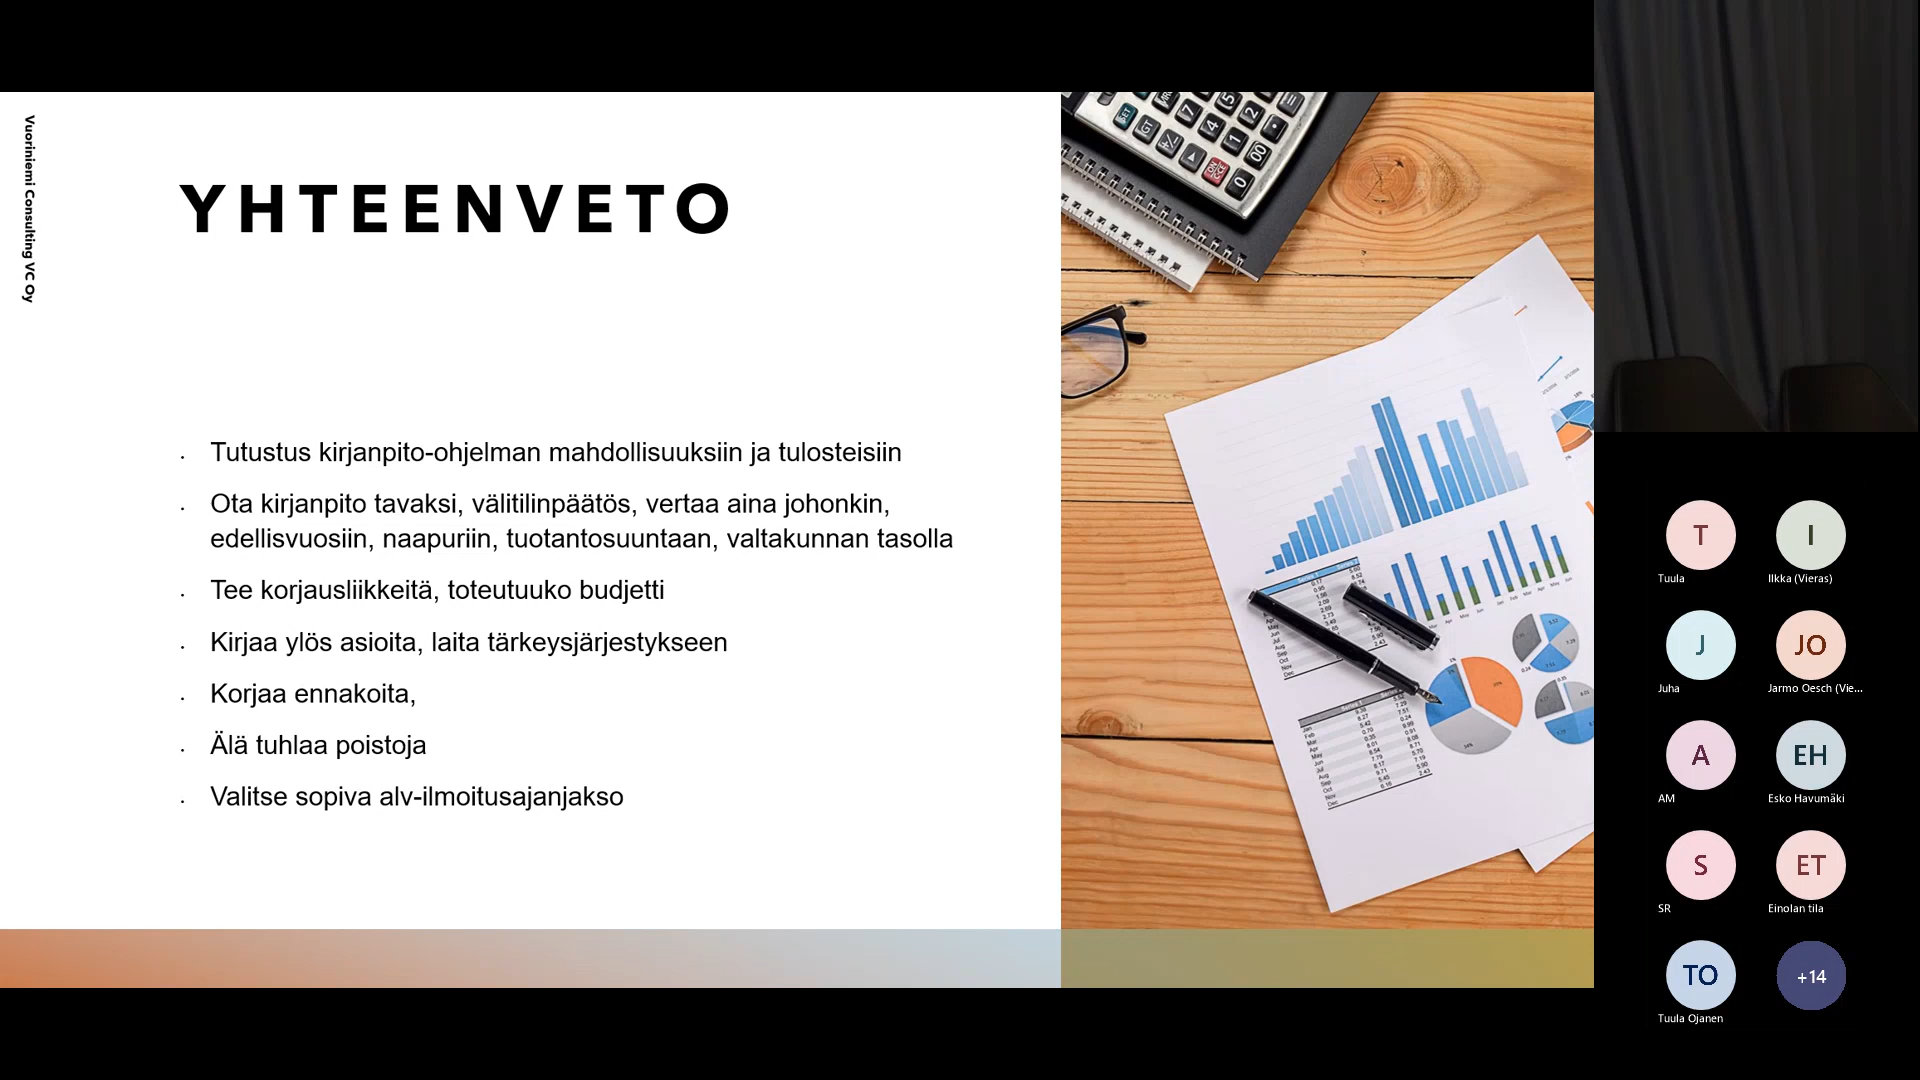 Vuoriniemi Consulting VC Oy
YHTEENVETO
Tutustus kirjanpito-ohjelman mahdollisuuksiin ja tulosteisiin
Ota kirjanpito tavaksi, välitilinpäätös, vertaa aina johonkin,
edellisvuosiin, naapuriin, tuotantosuuntaan, valtakunnan tasolla
Tee korjausliikkeitä, toteutuuko budjetti
Kirjaa ylös asioita, laita tärkeysjärjestykseen
Korjaa ennakoita,
Älä tuhlaa poistoja
Valitse sopiva alv-ilmoitusajanjakso
T
Tuula
I
Ilkka (Vieras)
J
Juha
JO
Jarmo Oesch (Vie...
A
AM
EH
Esko Havumäki
S
SR
ET
Einolan tila
TO
Tuula Ojanen
+14